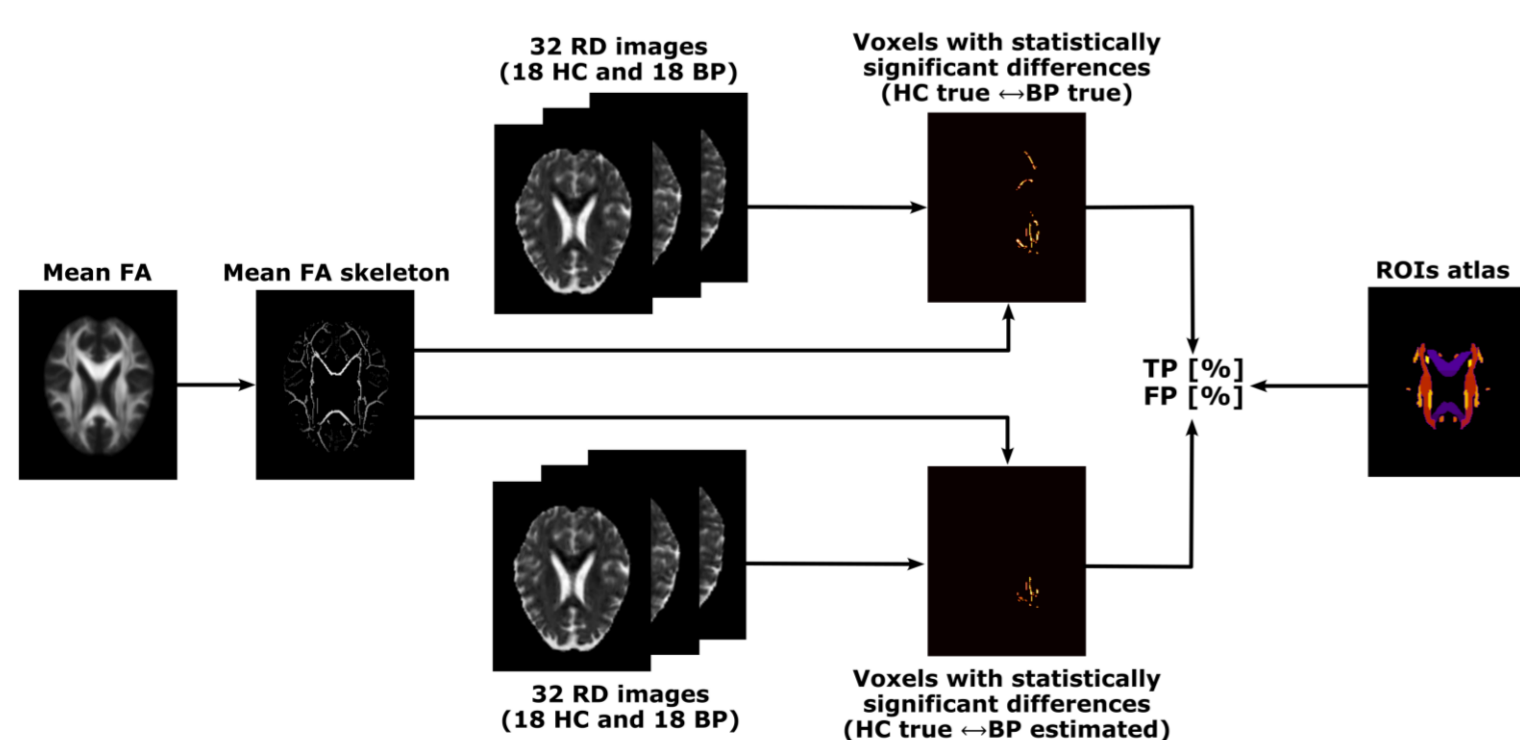 Mean FA
Mean FA skeleton
32 RD images
(18 HC and 18 BP)
Voxels with statistically
significant differences
(HC true ↔BP true)
32 RD images
(18 HC and 18 BP)
Voxels with statistically
significant differences
(HC true ↔BP estimated)
TP [%]
FP [%]
ROIs atlas